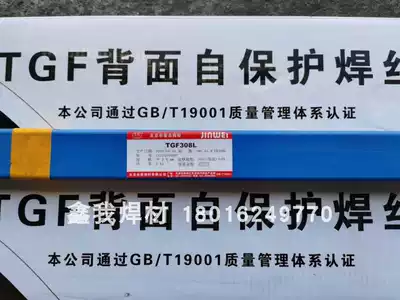 TGF背面自保护焊丝
本公司通过GB/T19001质量管理体系认证
JINWEI
TGF308L
鑫我焊材 18016249770
TGF背面自保护焊丝
本公司通过GB/T19001质量管理体系认证